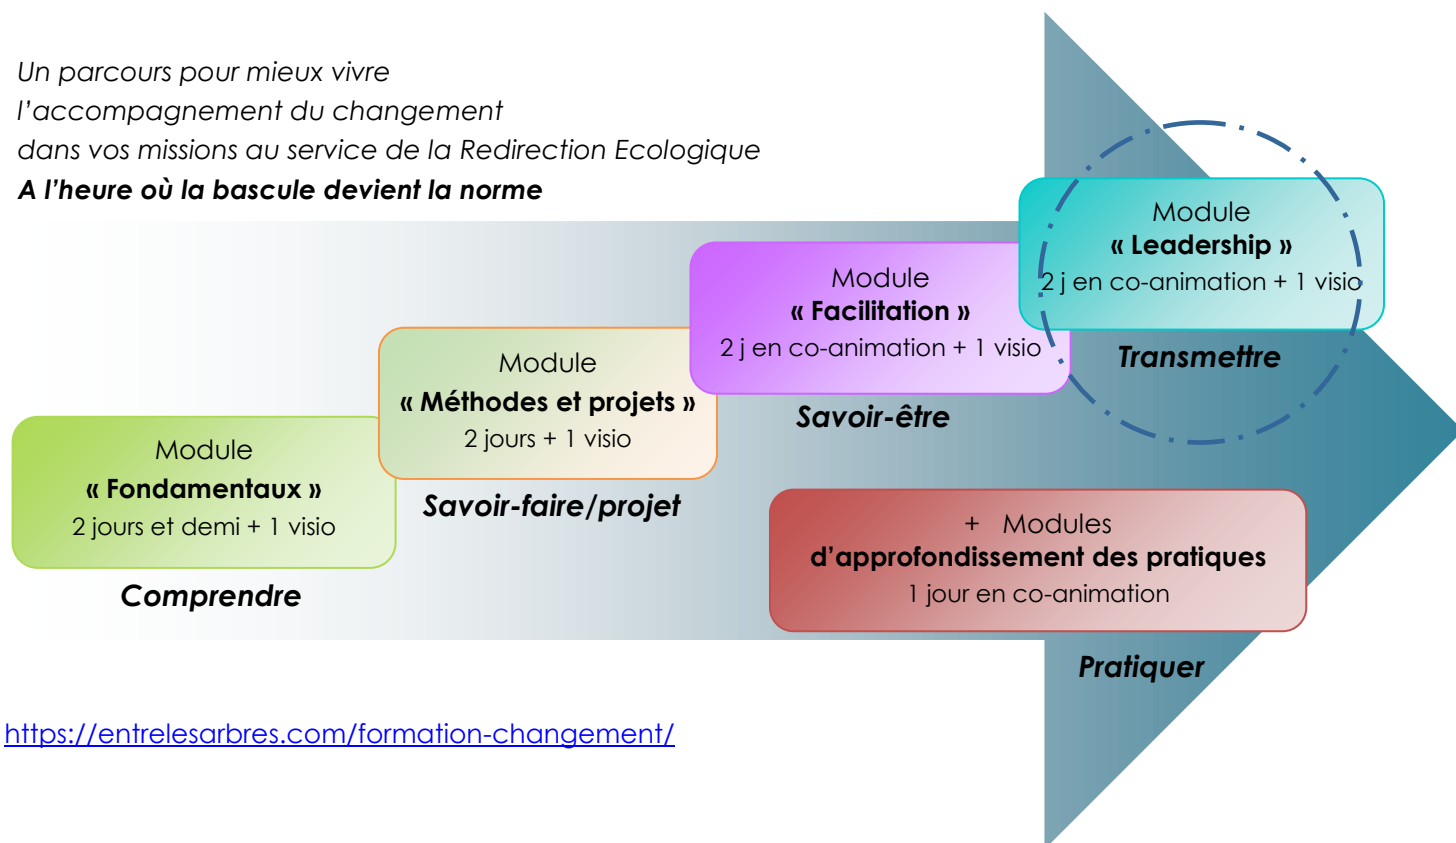 Un parcours pour mieux vivre
l’accompagnement du changement
dans vos missions au service de la Redirection Ecologique
A l’heure où la bascule devient la norme
Module
« Fondamentaux »
2 jours et demi + 1 visio
Comprendre
Module
« Méthodes et projets »
2 jours + 1 visio
Savoir-faire/projet
Module
« Facilitation »
2 j en co-animation + 1 visio
Savoir-être
Module
« Leadership »
2 j en co-animation + 1 visio
Transmettre
+ Modules
d’approfondissement des pratiques
1 jour en co-animation
Pratiquer
https://entrelesarbres.com/formation-changement/